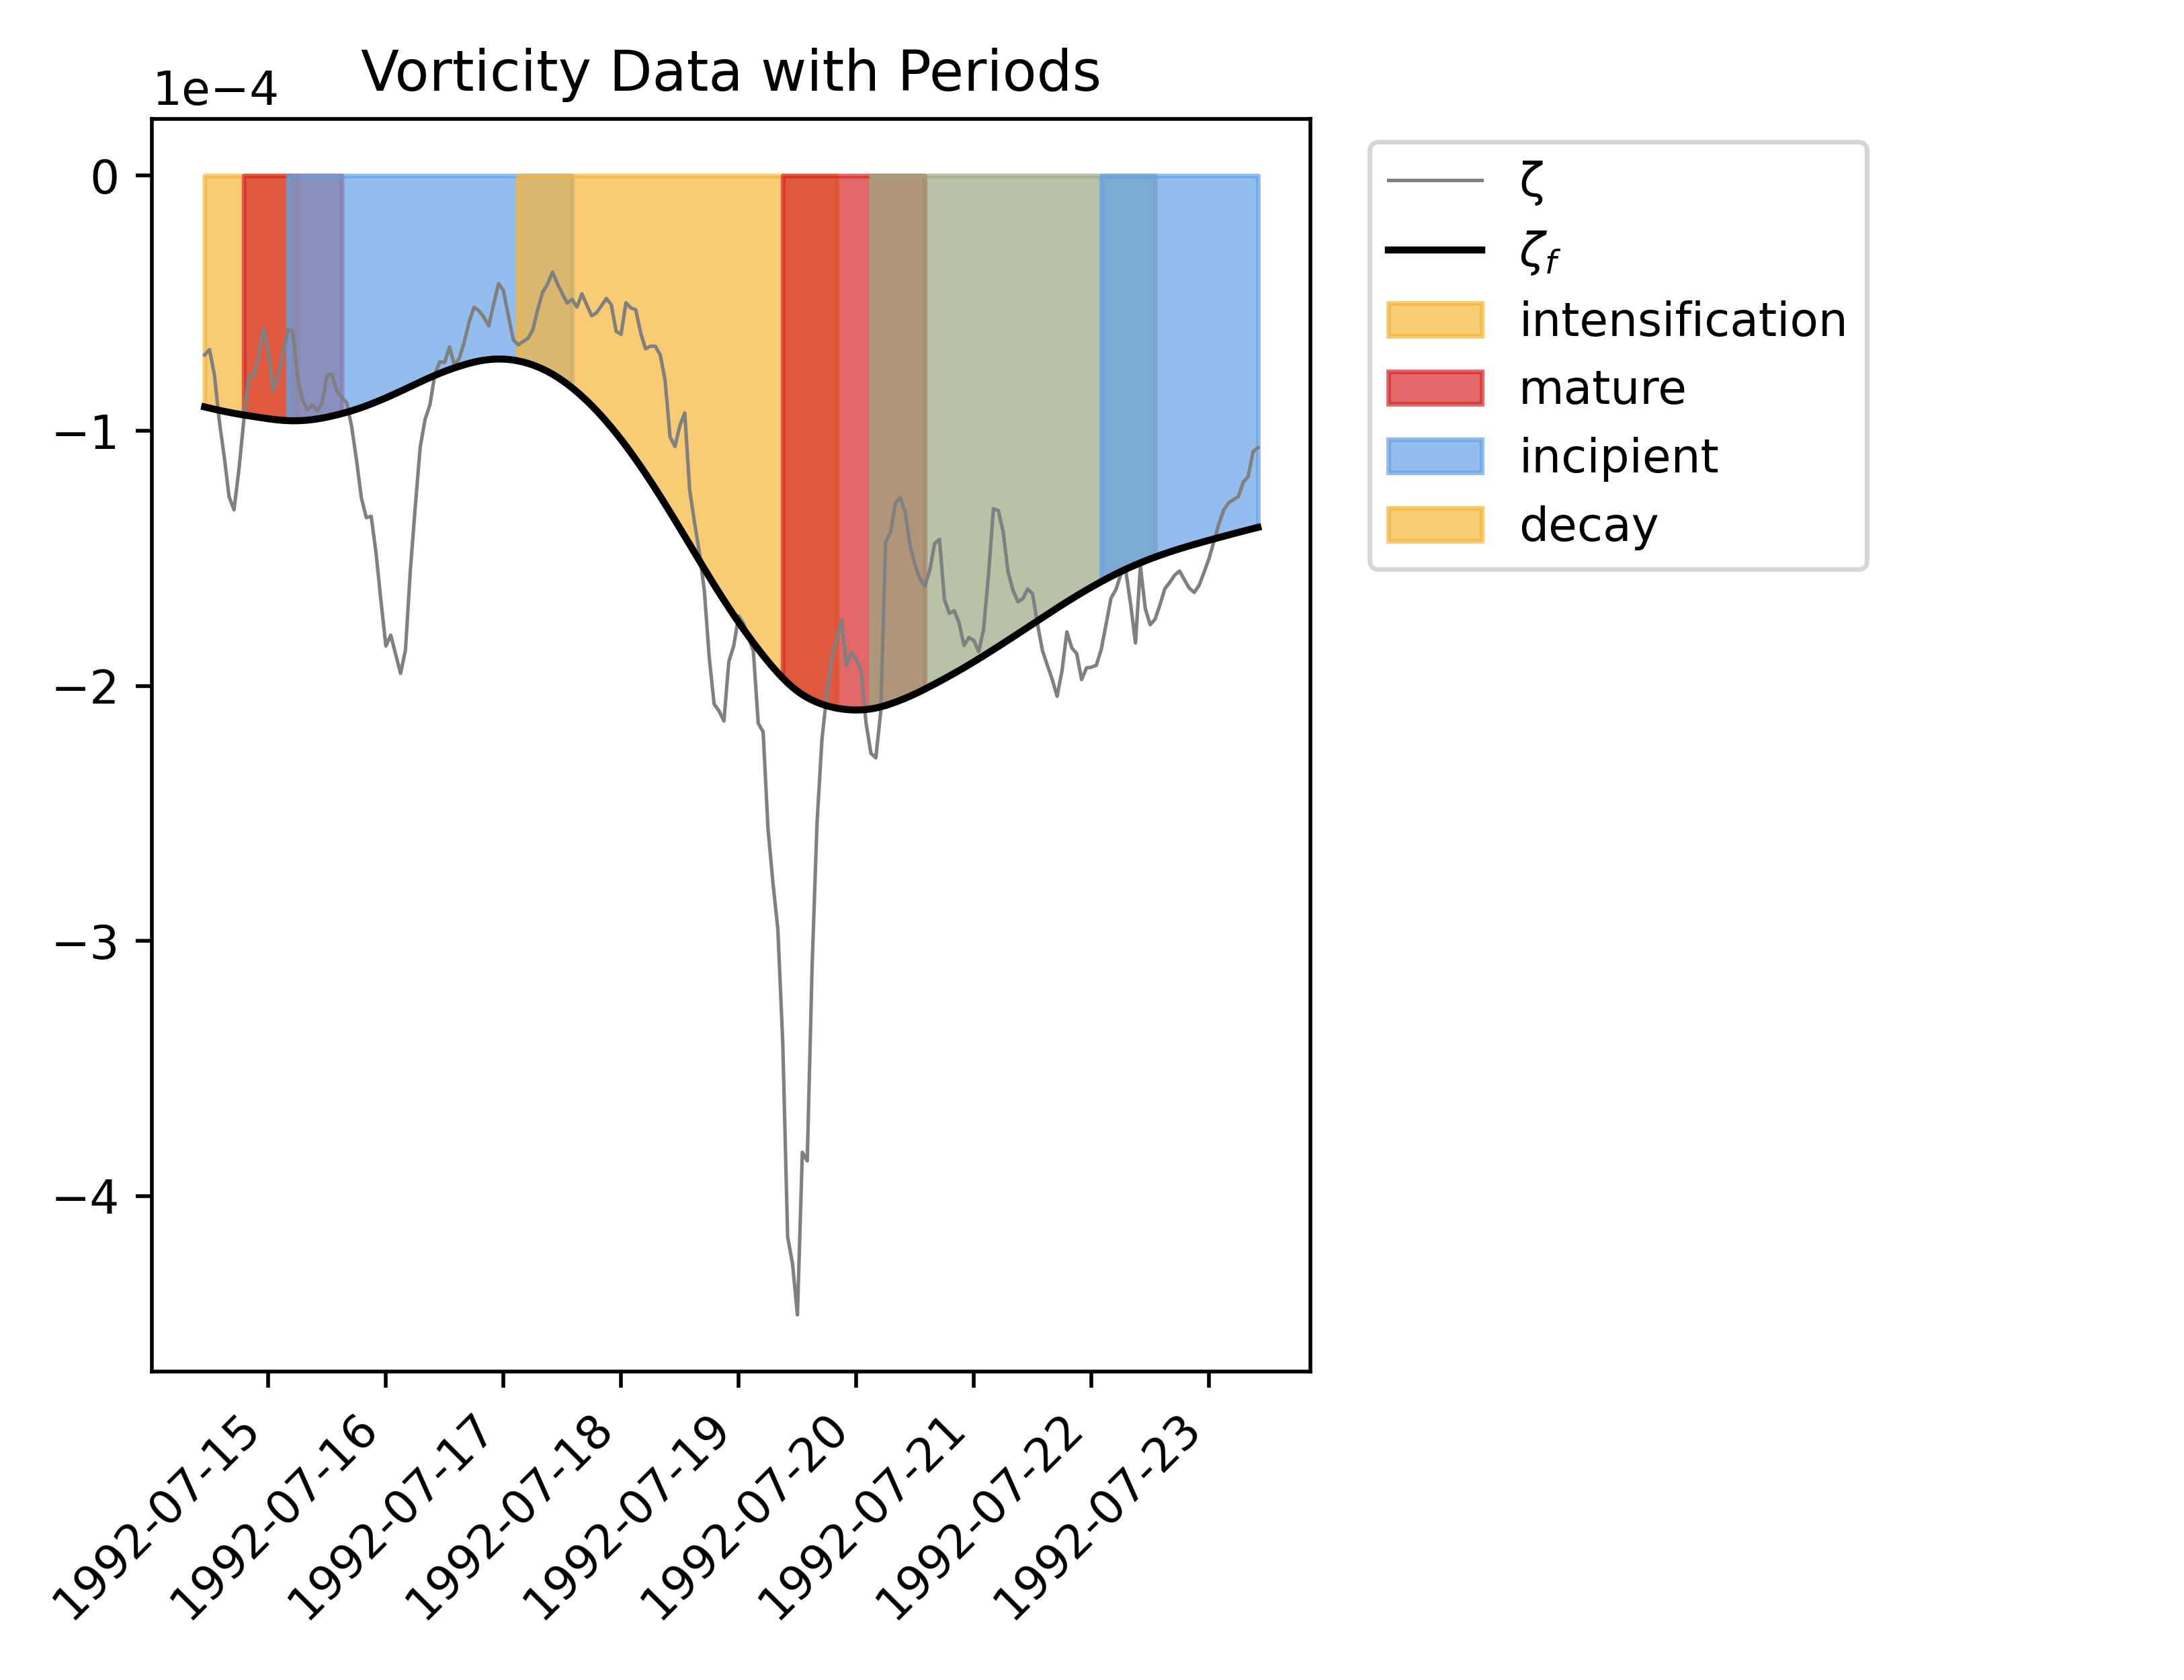 Vorticity Data with Periods
1e−4
0
−1
−2
−3
−4
1992-07-15
1992-07-16
1992-07-17
1992-07-18
1992-07-19
1992-07-20
1992-07-21
1992-07-22
1992-07-23
ζ
ζf
intensification
mature
incipient
decay